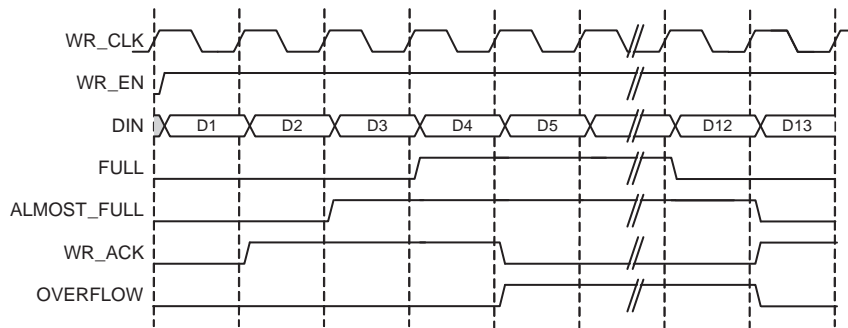 WR_CLK
WR_EN
DIN D1 D2 D3 D4 D5 D12 D13
FULL
ALMOST_FULL
WR_ACK
OVERFLOW